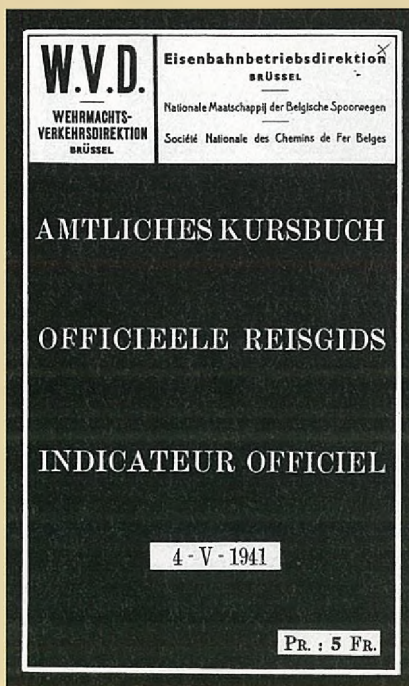 W.V.D.
WEHRMACHTS-
VERKEHRSDIREKTION
BRÜSSEL
Eisenbahnbetriebsdirektion
BRÜSSEL
Nationale Maatschappij der Belgische Spoorwegen
Société Nationale des Chemins de Fer Belges
AMTLICHES KURSBUCH
OFFICIEELE REISGIDS
INDICATEUR OFFICIEL
4 - V - 1941
PR. : 5 FR.